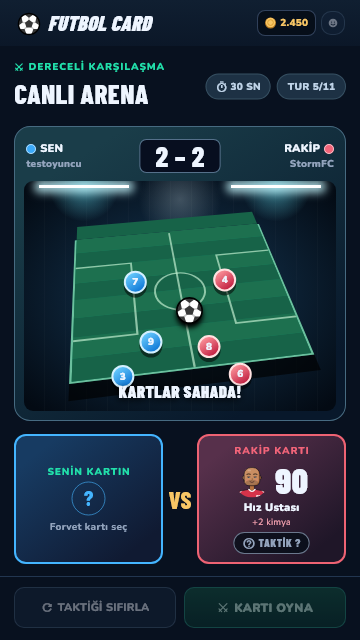 FUTBOL CARD
2.450
DERECELİ KARŞILAŞMA
CANLI ARENA
30 SN
TUR 5/11
SEN
testoyuncu
2 – 2
RAKİP
StormFC
7
4
9
8
3
6
KARTLAR SAHADA!
SENİN KARTIN
?
Forvet kartı seç
VS
RAKİP KARTI
90
Hız Ustası
+2 kimya
TAKTİK ?
TAKTİĞİ SIFIRLA
KARTI OYNA